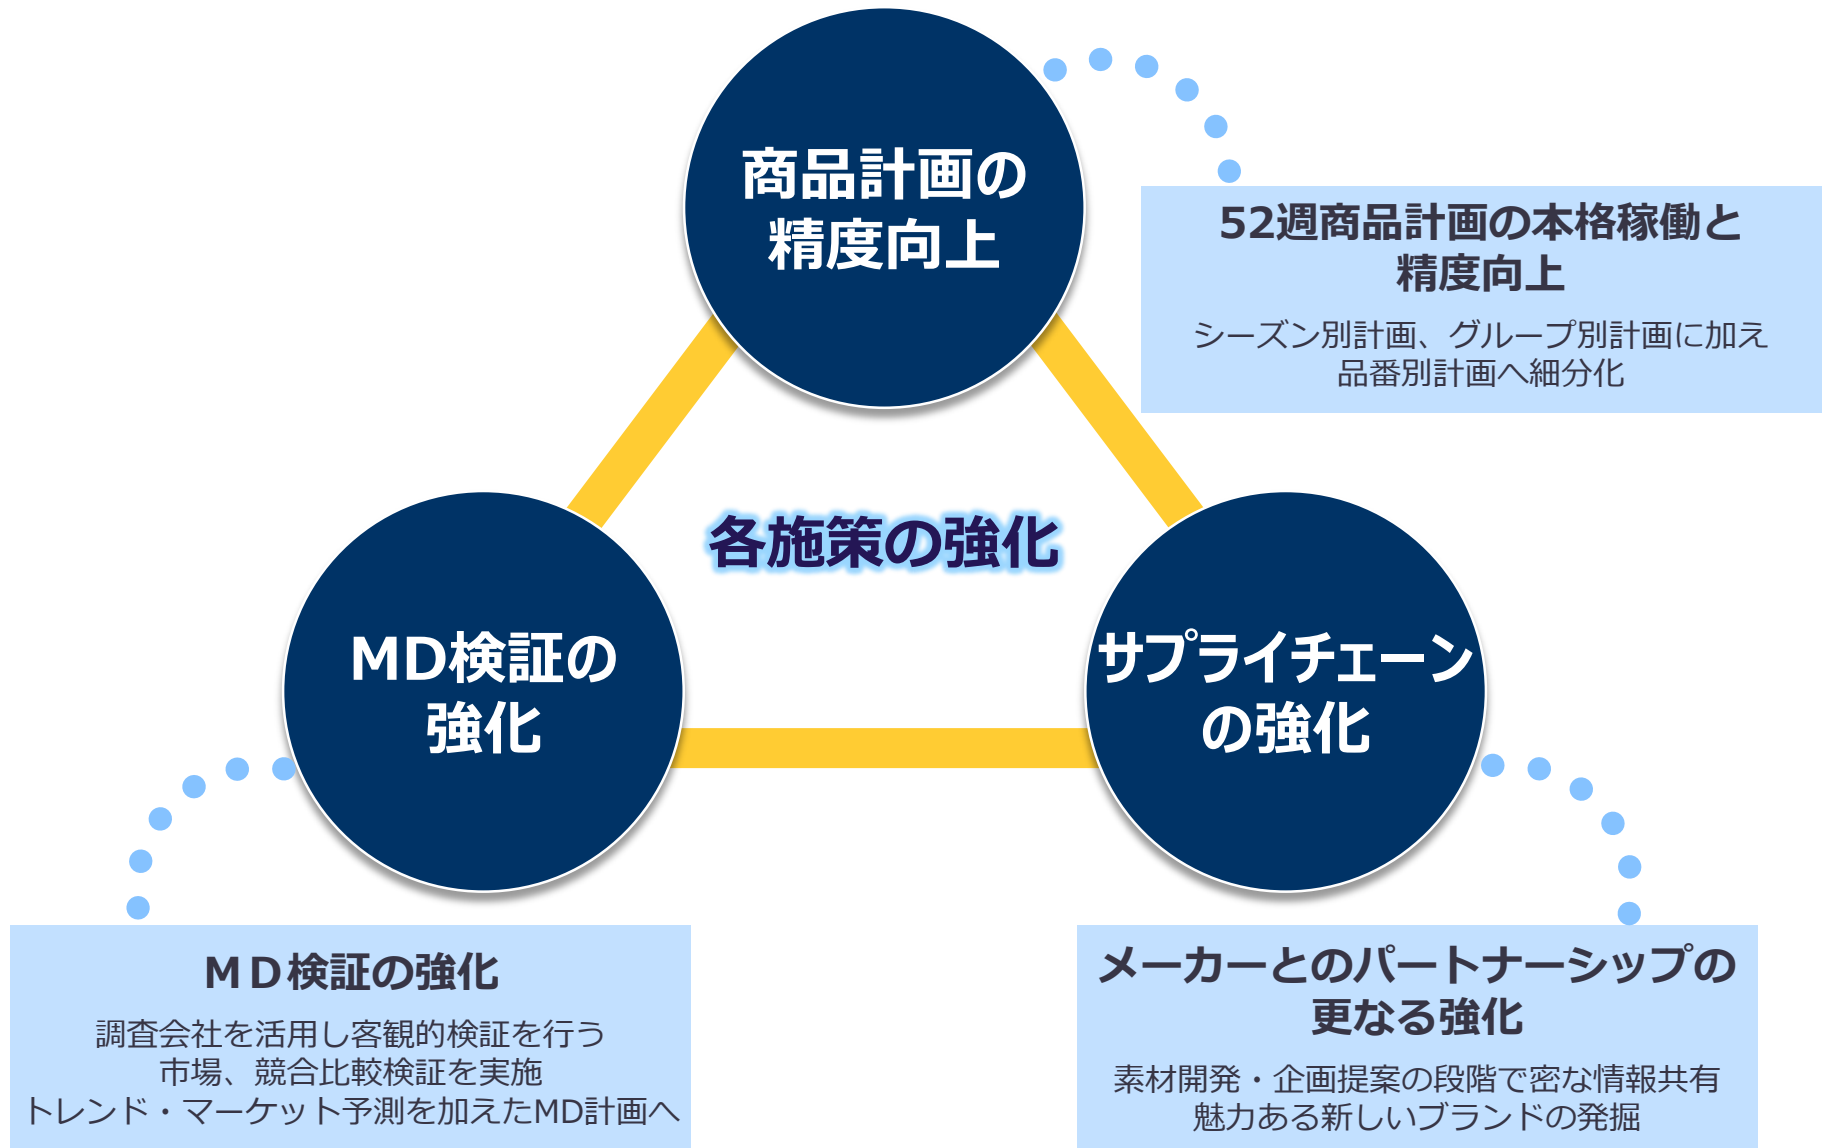 商品計画の
精度向上
52週商品計画の本格稼働と
精度向上
シーズン別計画、グループ別計画に加え
品番別計画へ細分化
各施策の強化
MD検証の
強化
サプライチェーン
の強化
ＭＤ検証の強化
調査会社を活用し客観的検証を行う
市場、競合比較検証を実施
トレンド・マーケット予測を加えたMD計画へ
メーカーとのパートナーシップの
更なる強化
素材開発・企画提案の段階で密な情報共有
魅力ある新しいブランドの発掘